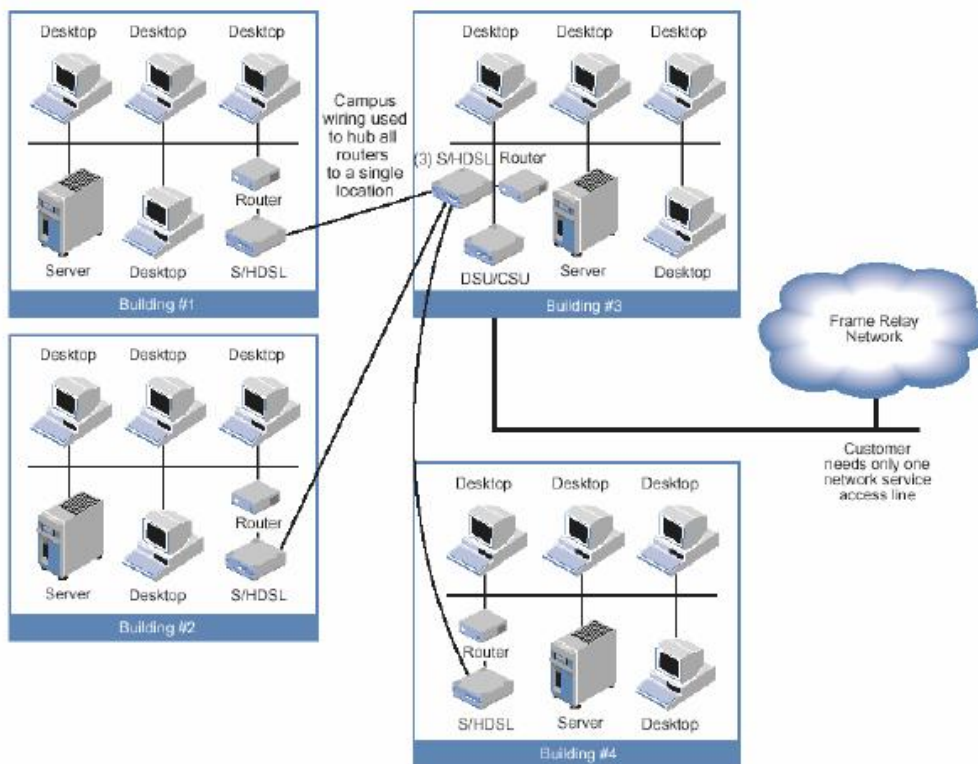 Desktop Desktop Desktop
Router
Server Desktop S/HDSL
Building #1
Campus
wiring used
to hub all
routers
to a single
location
Desktop Desktop Desktop
(3) S/HDSL Router
DSU/CSU Server Desktop
Building #3
Frame Relay
Network
Customer
needs only one
network service
access line
Desktop Desktop Desktop
Router
Server Desktop S/HDSL
Building #2
Desktop Desktop Desktop
Router
S/HDSL Server Desktop
Building #4